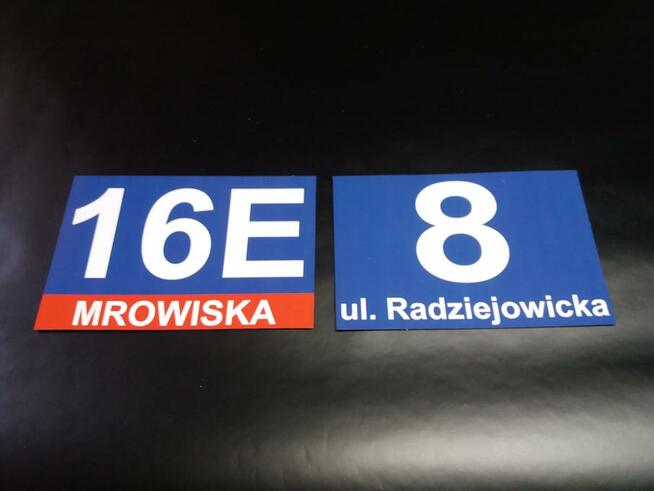 16E
MROWISKA
8
ul. Radziejowicka